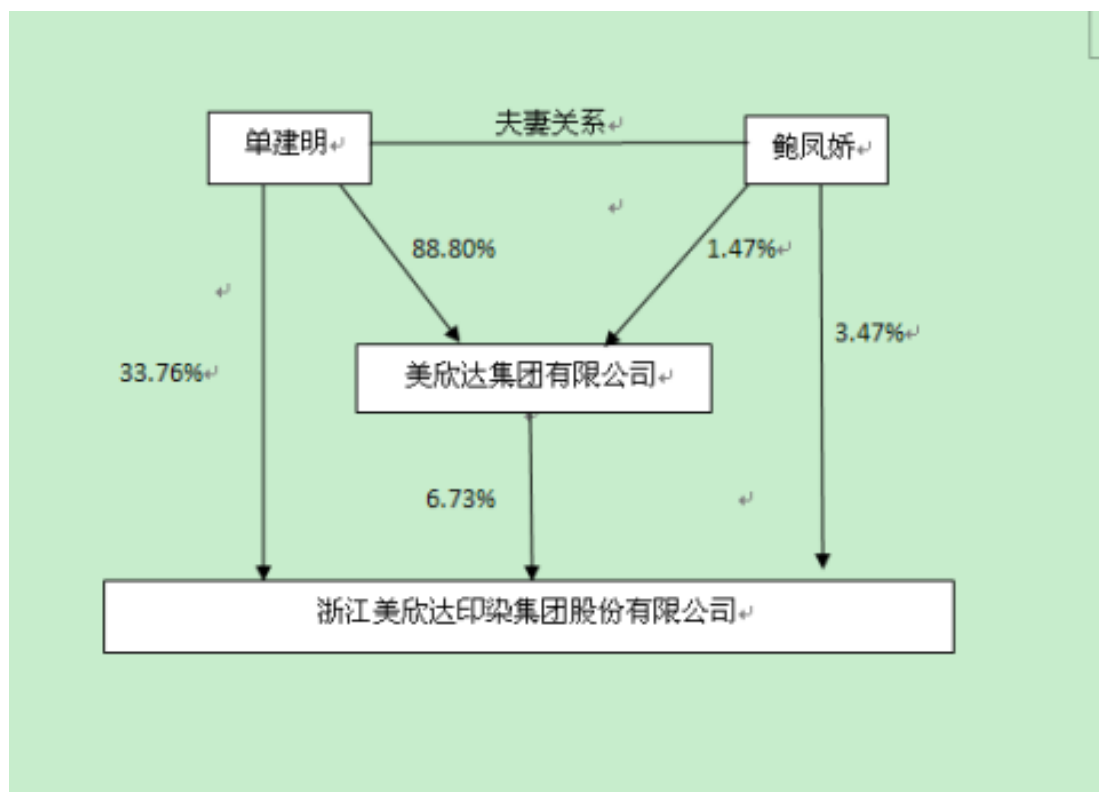 夫妻关系
单建明
鲍凤娇
88.80%
1.47%
3.47%
33.76%
美欣达集团有限公司
6.73%
浙江美欣达印染集团股份有限公司